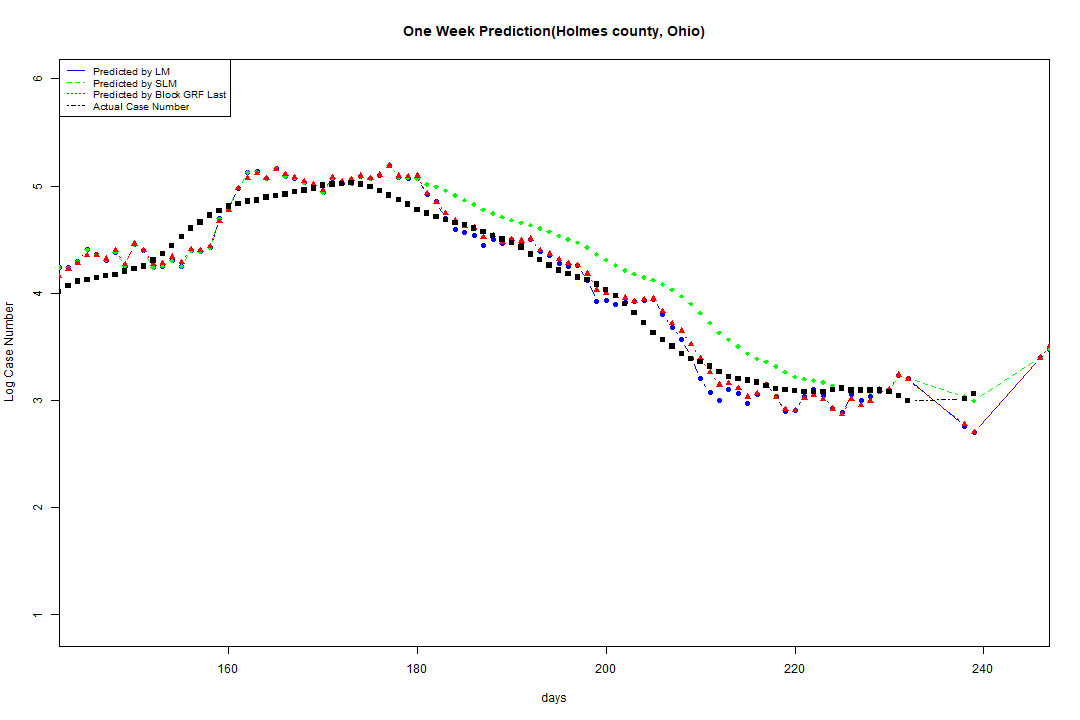 One Week Prediction(Holmes county, Ohio)
Predicted by LM
Predicted by SLM
Predicted by Block GRF Last
Actual Case Number
6
5
4
3
2
1
Log Case Number
160 180 200 220 240
days